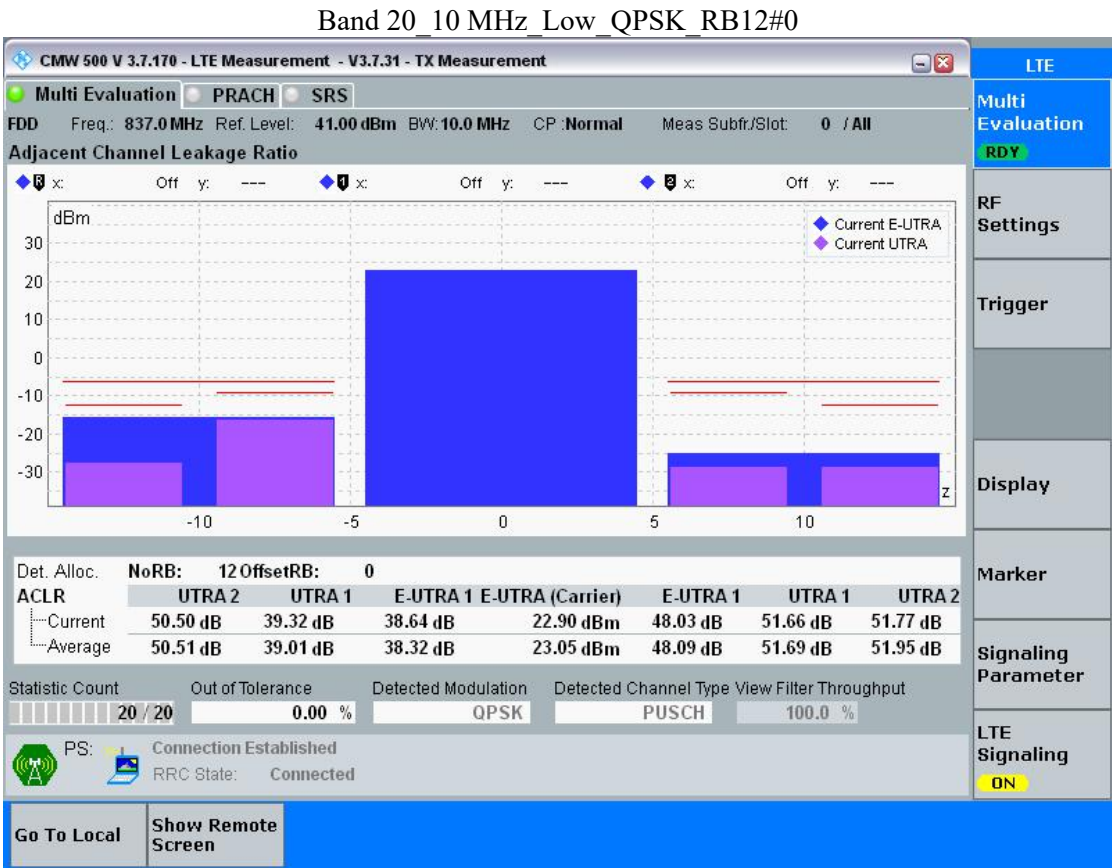 Band 20_10 MHz_Low_QPSK_RB12#0
CMW 500 V 3.7.170 - LTE Measurement - V3.7.31 - TX Measurement
LTE
Multi Evaluation PRACH SRS
Multi Evaluation
RDY
FDD Freq.: 837.0 MHz Ref. Level: 41.00 dBm BW: 10.0 MHz CP :Normal Meas Subfr./Slot: 0 / All
Adjacent Channel Leakage Ratio
R x: Off y: --- 1 x: Off y: --- 2 x: Off y: ---
RF Settings
dBm
Current E-UTRA
Current UTRA
30
20
10
0
-10
-20
-30
z
-10 -5 0 5 10
Trigger
Display
Marker
Det. Alloc. NoRB: 12 OffsetRB: 0
ACLR UTRA 2 UTRA 1 E-UTRA 1 E-UTRA (Carrier) E-UTRA 1 UTRA 1 UTRA 2
Current 50.50 dB 39.32 dB 38.64 dB 22.90 dBm 48.03 dB 51.66 dB 51.77 dB
Average 50.51 dB 39.01 dB 38.32 dB 23.05 dBm 48.09 dB 51.69 dB 51.95 dB
Signaling Parameter
Statistic Count Out of Tolerance Detected Modulation Detected Channel Type View Filter Throughput
20 / 20 0.00 % QPSK PUSCH 100.0 %
PS: Connection Established
RRC State: Connected
LTE Signaling
ON
Go To Local
Show Remote Screen